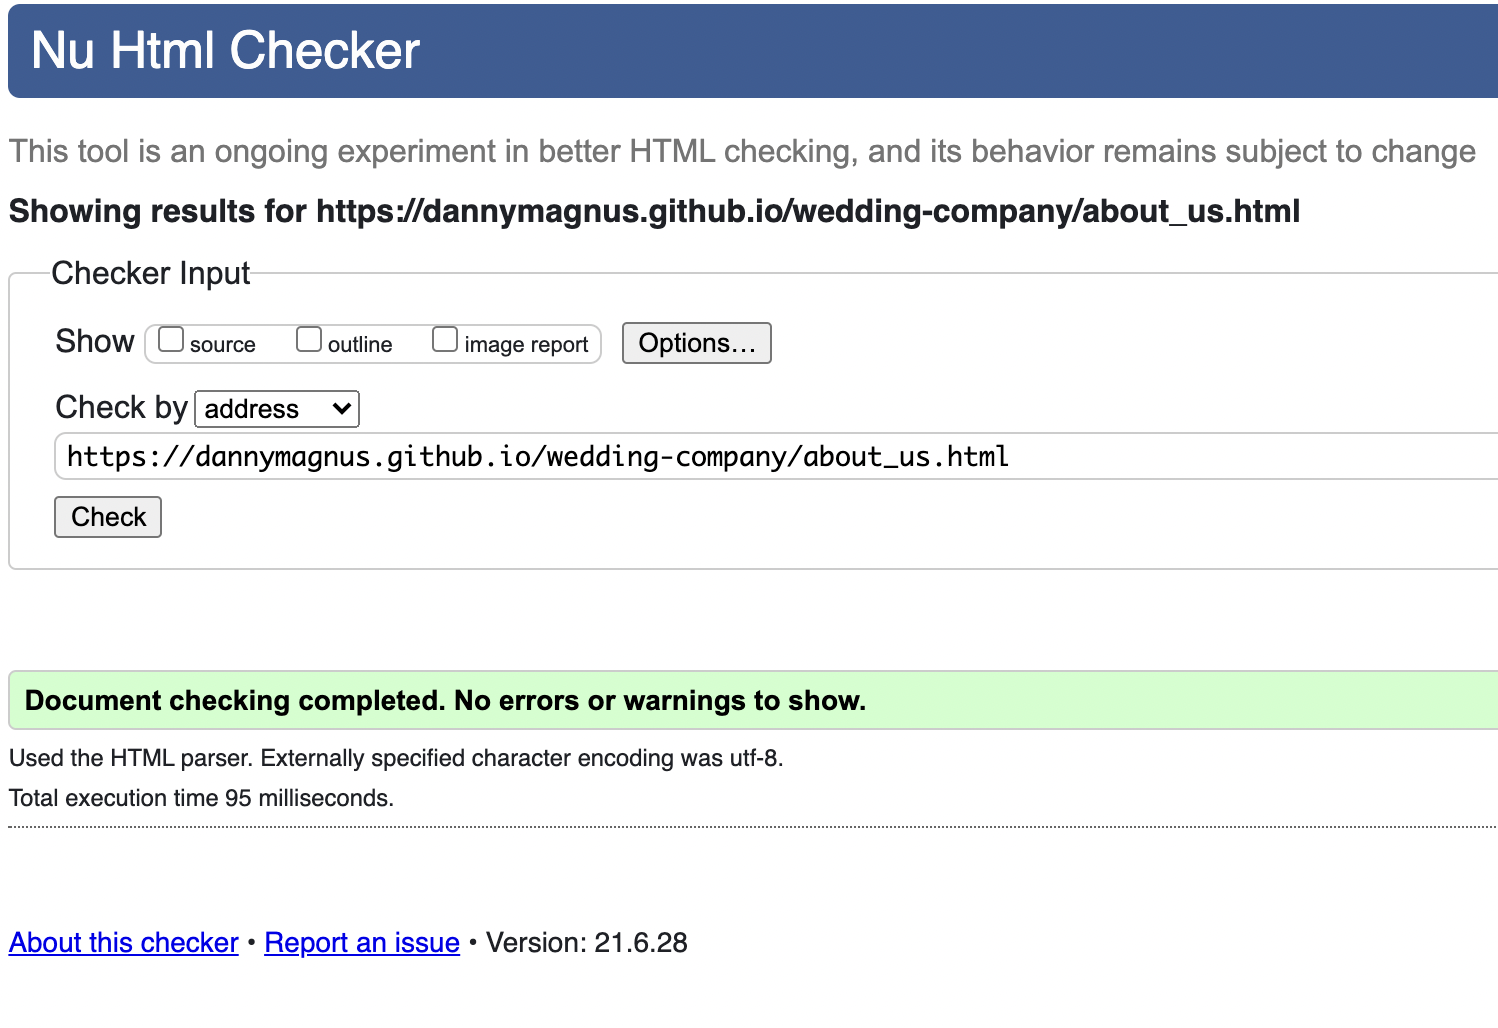 Nu Html Checker
This tool is an ongoing experiment in better HTML checking, and its behavior remains subject to change
Showing results for https://dannymagnus.github.io/wedding-company/about_us.html
Checker Input
Show source outline image report Options…
Check by address
https://dannymagnus.github.io/wedding-company/about_us.html
Check
Document checking completed. No errors or warnings to show.
Used the HTML parser. Externally specified character encoding was utf-8.
Total execution time 95 milliseconds.
About this checker • Report an issue • Version: 21.6.28